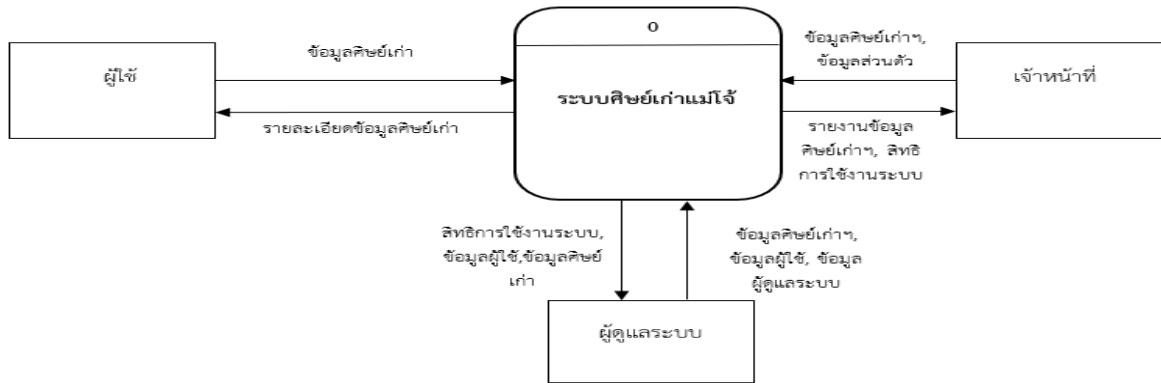 0
ผู้ใช้
ข้อมูลศิษย์เก่า
รายละเอียดข้อมูลศิษย์เก่า
ระบบศิษย์เก่าแม่โจ้
ข้อมูลศิษย์เก่าฯ,
ข้อมูลส่วนตัว
เจ้าหน้าที่
รายงานข้อมูล
ศิษย์เก่าฯ, สิทธิ
การใช้งานระบบ
สิทธิการใช้งานระบบ,
ข้อมูลผู้ใช้,ข้อมูลศิษย์
เก่า
ข้อมูลศิษย์เก่าฯ,
ข้อมูลผู้ใช้, ข้อมูล
ผู้ดูแลระบบ
ผู้ดูแลระบบ